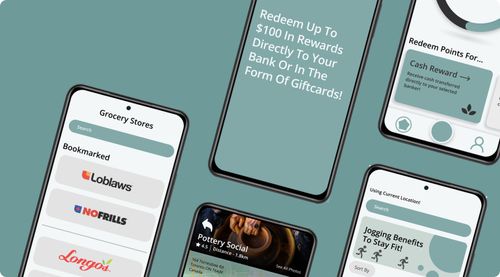 Grocery Stores
Search
Bookmarked
Loblaws
NOFRILLS
Longo's
Redeem Up To
$100 In Rewards
Directly To Your
Bank Or In The
Form Of Giftcards!
Pottery Social
4.5 | Distance - 1.8km
See All Photos
Canada
Redeem Points For...
Cash Reward
Receive cash transferred
directly to your selected
banker!
Using Current Location!
Search
Jogging Benefits
To Stay Fit!
Sort By